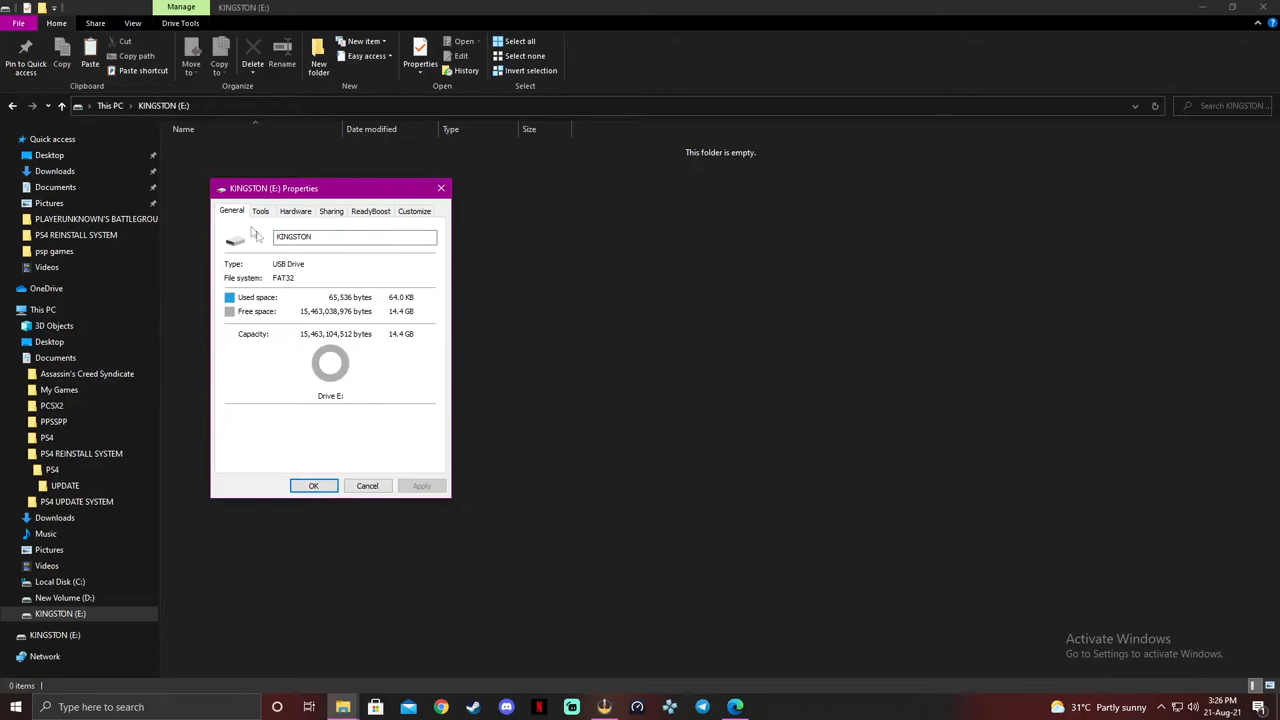 Manage
KINGSTON (E:)
File
Home
Share
View
Drive Tools
Pin to Quick access
Copy
Paste
Cut
Copy path
Paste shortcut
Clipboard
Move to
Copy to
Delete
Rename
Organize
New folder
New item
Easy access
New
Properties
Open
Edit
History
Open
Select all
Select none
Invert selection
Select
This PC
KINGSTON (E:)
Search KINGSTON ...
Name
Date modified
Type
Size
This folder is empty.
Quick access
Desktop
Downloads
Documents
Pictures
PLAYERUNKNOWN'S BATTLEGROU
PS4 REINSTALL SYSTEM
psp games
Videos
OneDrive
This PC
3D Objects
Desktop
Documents
Assassin's Creed Syndicate
My Games
PCSX2
PPSSPP
PS4
PS4 REINSTALL SYSTEM
PS4
UPDATE
PS4 UPDATE SYSTEM
Downloads
Music
Pictures
Videos
Local Disk (C:)
New Volume (D:)
KINGSTON (E:)
KINGSTON (E:)
Network
0 items
KINGSTON (E:) Properties
General
Tools
Hardware
Sharing
ReadyBoost
Customize
KINGSTON
Type: USB Drive
File system: FAT32
Used space: 65,536 bytes 64.0 KB
Free space: 15,463,038,976 bytes 14.4 GB
Capacity: 15,463,104,512 bytes 14.4 GB
Drive E:
OK
Cancel
Apply
Activate Windows
Go to Settings to activate Windows.
Type here to search
31°C Partly sunny
3:26 PM
21-Aug-21